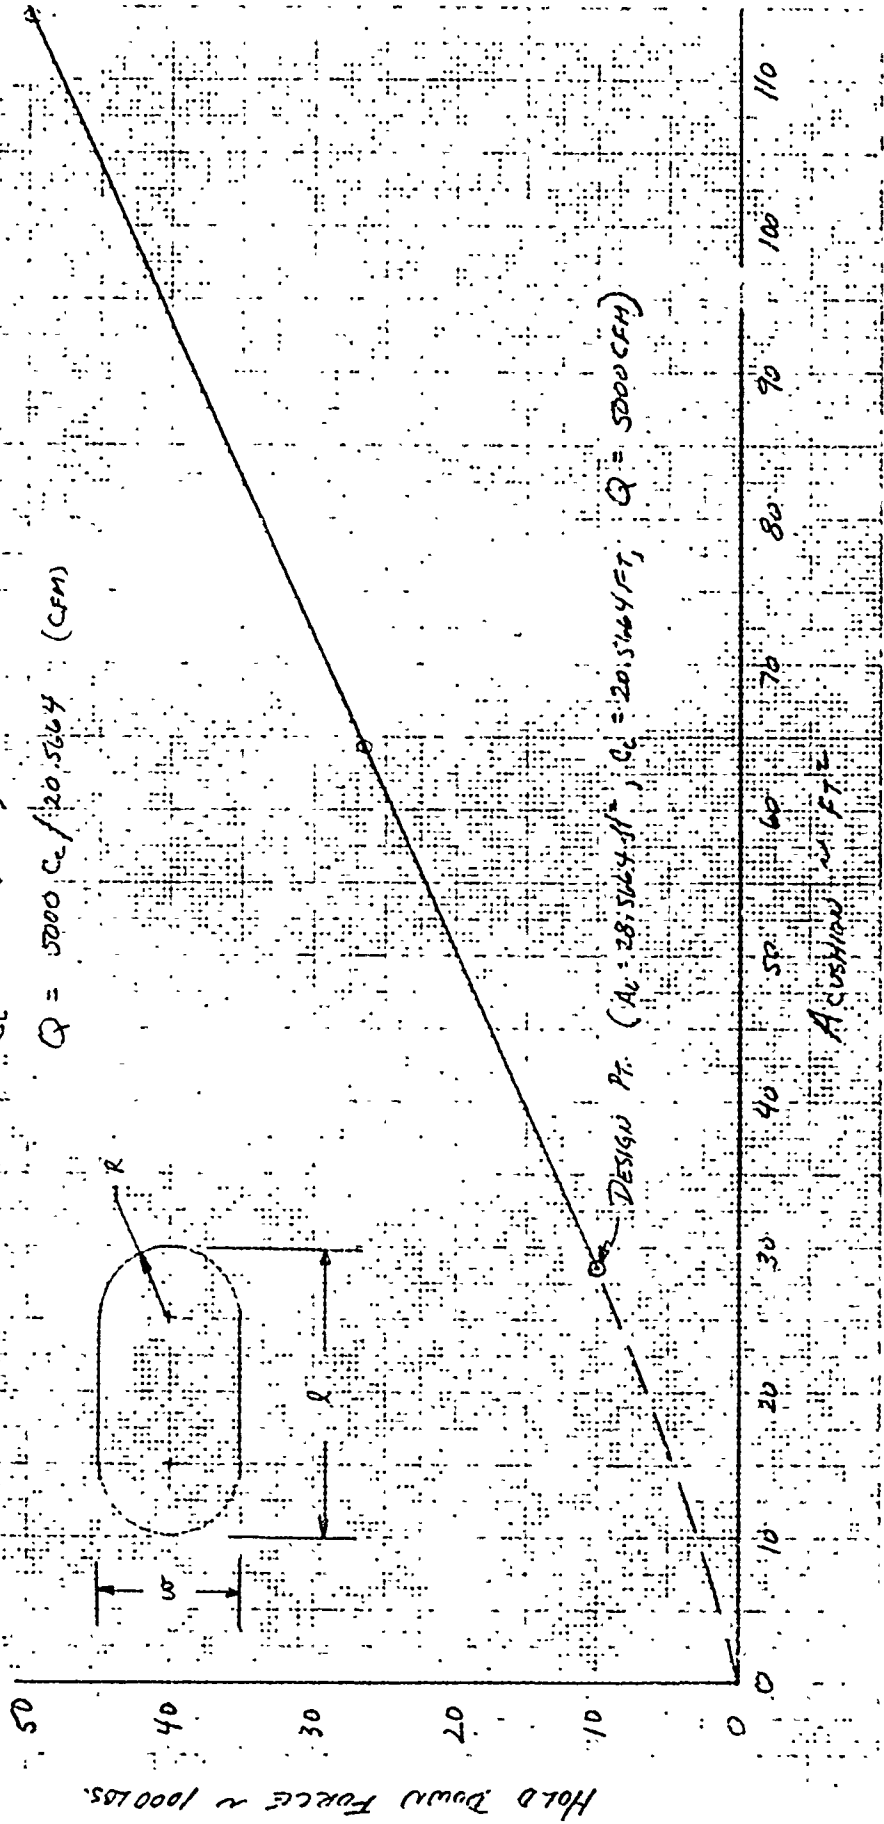 Q = 5000 Cc / 20.5664 (CFM)
R
w
l
HOLD DOWN FORCE ~ 1000 LBS.
50
40
30
20
10
0
DESIGN PT. (Ac = 28.5664 ft², Cc = 20.5664 FT, Q = 5000 CFM)
0
10
20
30
40
50
60
70
80
90
100
110
A CUSHION ~ FT²